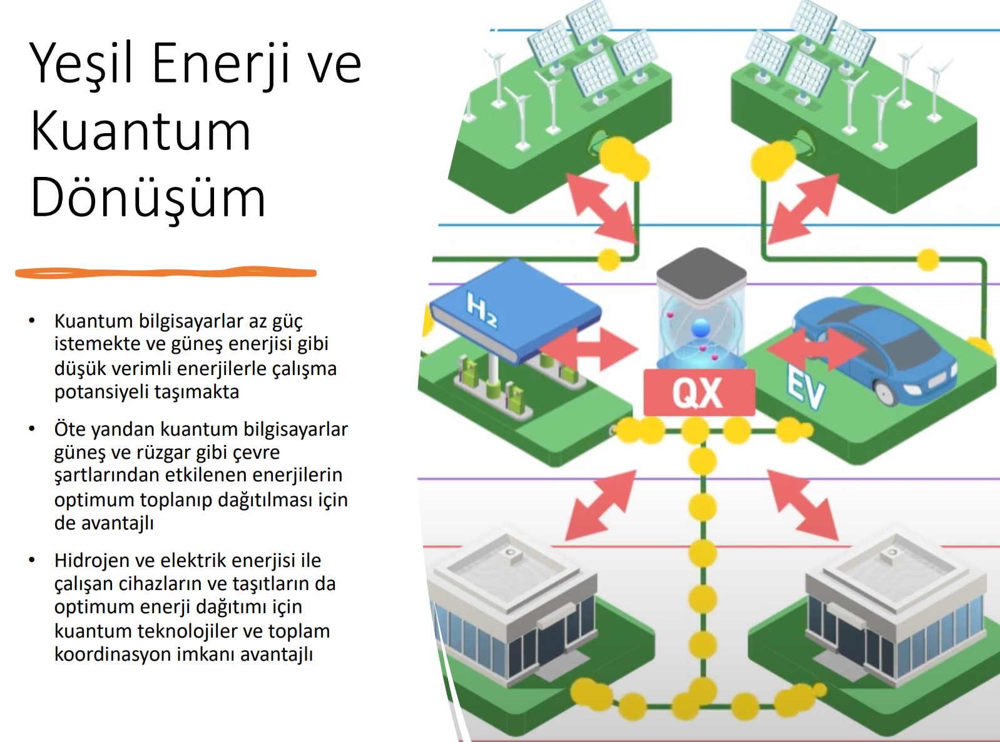 Yeşil Enerji ve
Kuantum
Dönüşüm
• Kuantum bilgisayarlar az güç
istemekte ve güneş enerjisi gibi
düşük verimli enerjilerle çalışma
potansiyeli taşımakta
• Öte yandan kuantum bilgisayarlar
güneş ve rüzgar gibi çevre
şartlarından etkilenen enerjilerin
optimum toplanıp dağıtılması için
de avantajlı
• Hidrojen ve elektrik enerjisi ile
çalışan cihazların ve taşıtların da
optimum enerji dağıtımı için
kuantum teknolojiler ve toplam
koordinasyon imkanı avantajlı
H₂
QX
EV